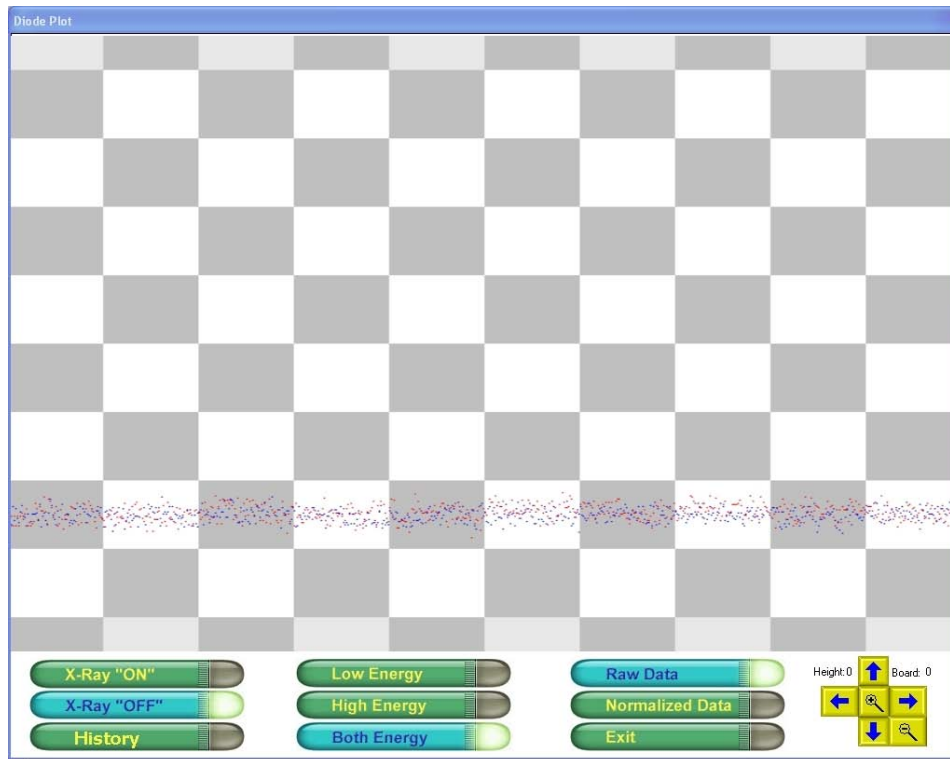 Diode Plot
X-Ray "ON"
Low Energy
Raw Data
Height: 0
Board: 0
X-Ray "OFF"
High Energy
Normalized Data
History
Both Energy
Exit